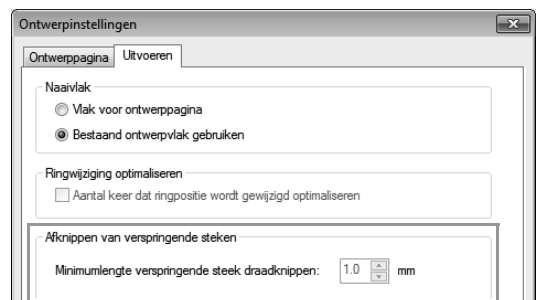 Ontwerpinstellingen
Ontwerppagina Uitvoeren
Naaivlak
Vlak voor ontwerppagina
Bestaand ontwerpvlak gebruiken
Ringwijziging optimaliseren
Aantal keer dat ringpositie wordt gewijzigd optimaliseren
Afknippen van verspringende steken
Minimumlengte verspringende steek draadknippen: 1.0 mm